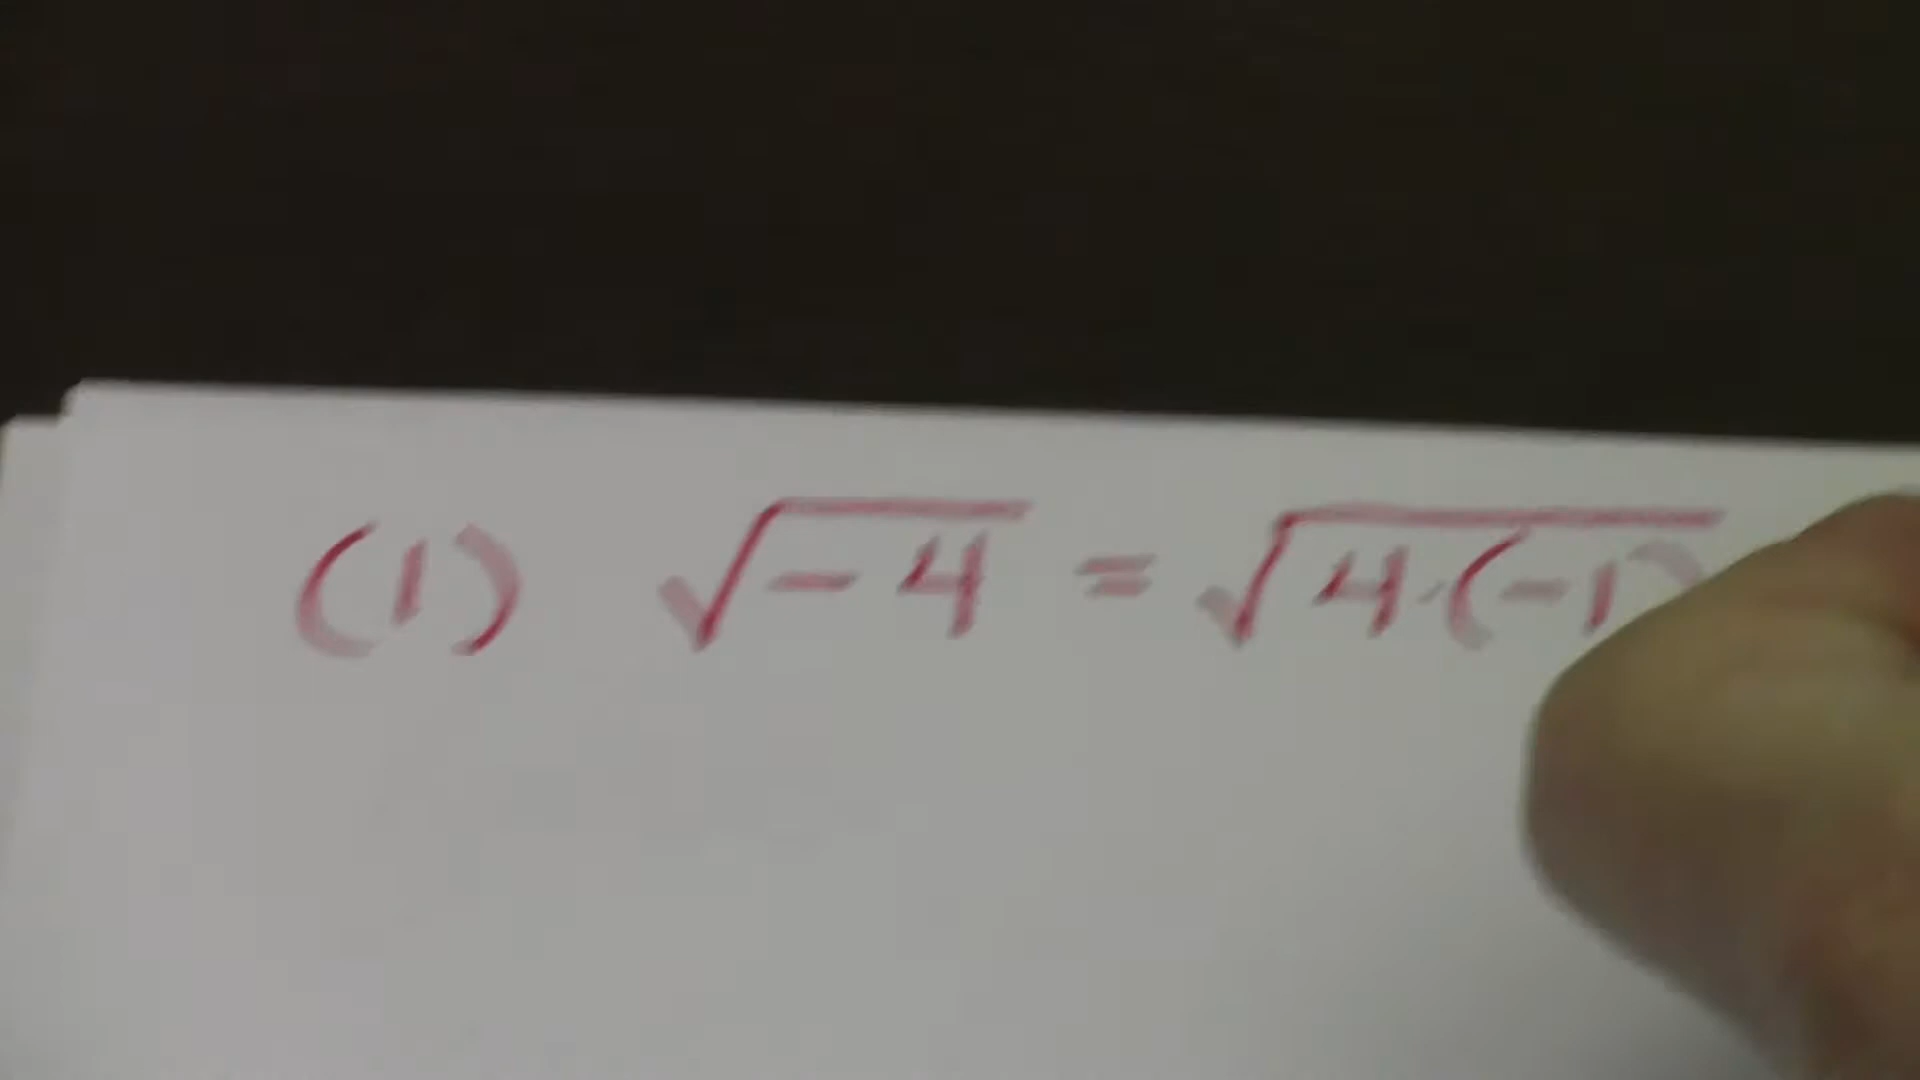 (1) √-4 = √4·(-1)